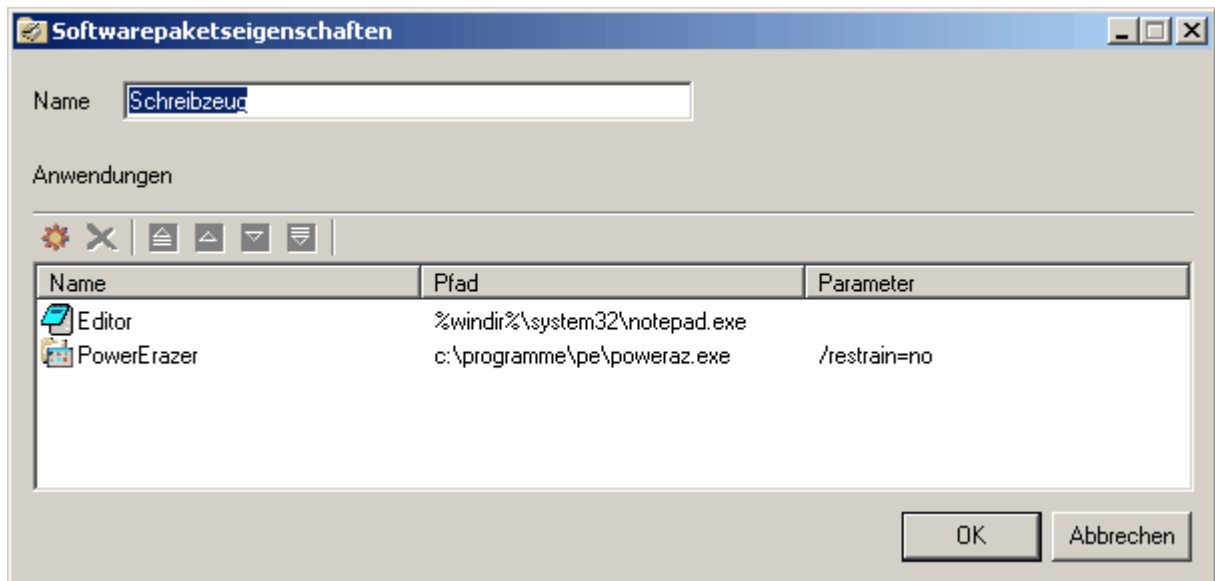 Softwarepaketseigenschaften
Name Schreibzeug
Anwendungen
Name Pfad Parameter
Editor %windir%\system32\notepad.exe
PowerErazer c:\programme\pe\poweraz.exe /restrain=no
OK Abbrechen